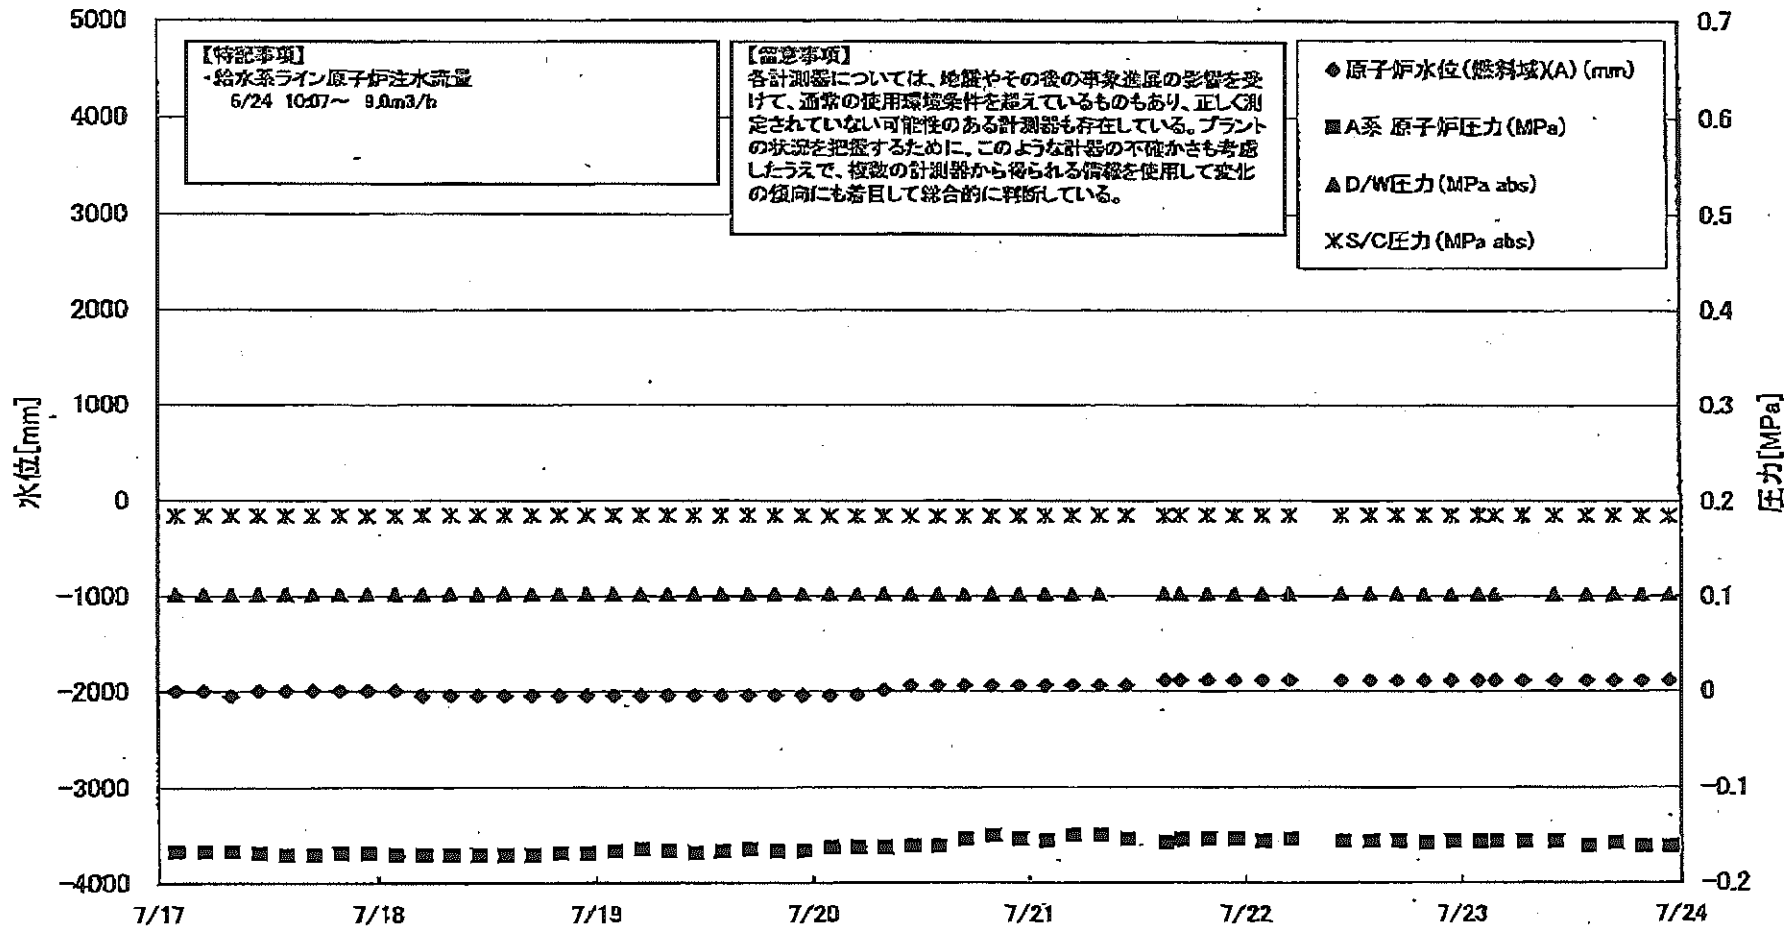 5000
4000
3000
2000
1000
0
-1000
-2000
-3000
-4000
水位[mm]
【特記事項】
・給水系ライン原子炉注水流量
6/24 10:07～ 9.0m3/h
【留意事項】
各計測器については、地震やその後の事象進展の影響を受
けて、通常の使用環境条件を超えているものもあり、正しく測
定されていない可能性のある計測器も存在している。プラント
の状況を把握するために、このような計器の不確かさも考慮
したうえで、複数の計測器から得られる情報を使用して変化
の傾向にも着目して総合的に判断している。
原子炉水位(燃料域)(A) (mm)
A系 原子炉圧力(MPa)
D/W圧力(MPa abs)
S/C圧力(MPa abs)
0.7
0.6
0.5
0.4
0.3
0.2
0.1
0
-0.1
-0.2
圧力[MPa]
7/17
7/18
7/19
7/20
7/21
7/22
7/23
7/24